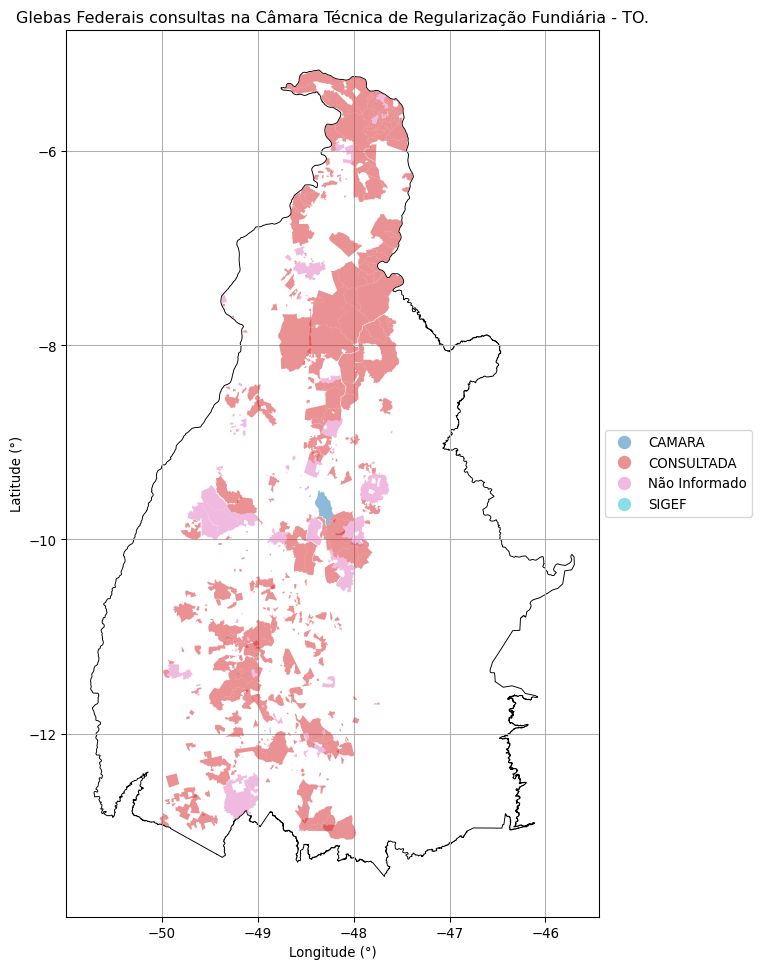 Glebas Federais consultas na Câmara Técnica de Regularização Fundiária - TO.
−6
−8
−10
−12
Latitude (°)
−50
−49
−48
−47
−46
Longitude (°)
CAMARA
CONSULTADA
Não Informado
SIGEF